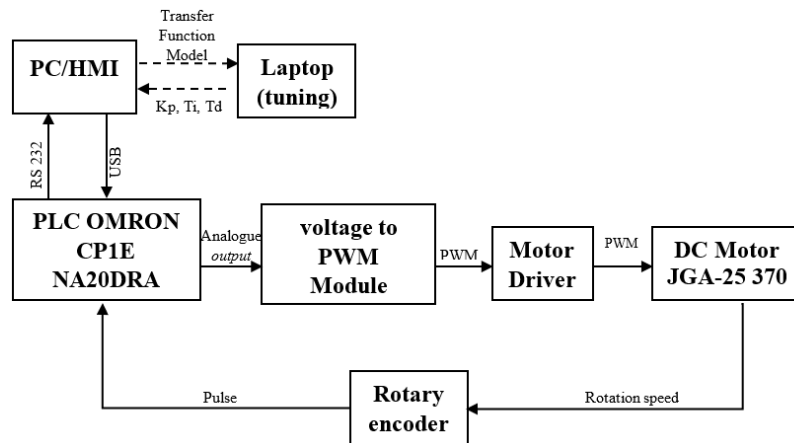 Transfer
Function
Model
PC/HMI
Laptop
(tuning)
Kp, Ti, Td
RS 232
USB
PLC OMRON
CP1E
NA20DRA
Analogue
output
voltage to
PWM
Module
PWM
Motor
Driver
PWM
DC Motor
JGA-25 370
Pulse
Rotary
encoder
Rotation speed